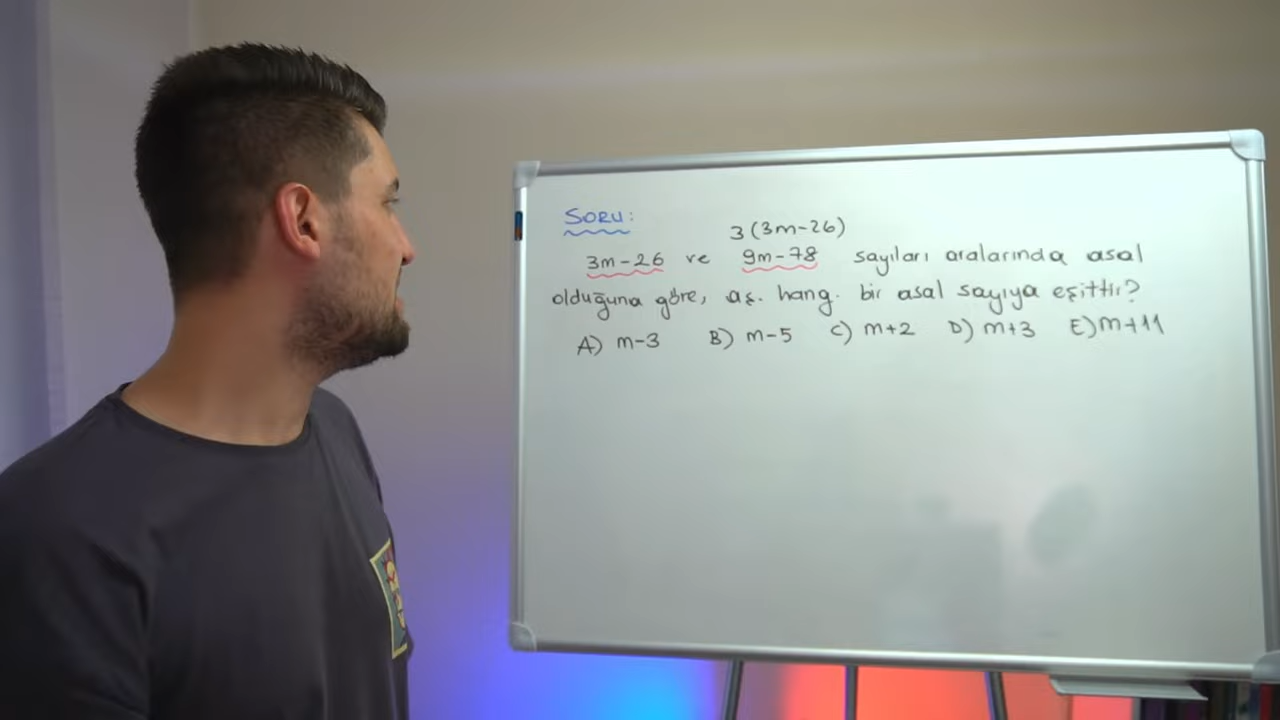 SORU:
3(3m-26)
3m-26 ve 9m-78 sayıları aralarında asal
olduğuna göre, aş. hang. bir asal sayıya eşittir?
A) m-3 B) m-5 C) m+2 D) m+3 E) m+11